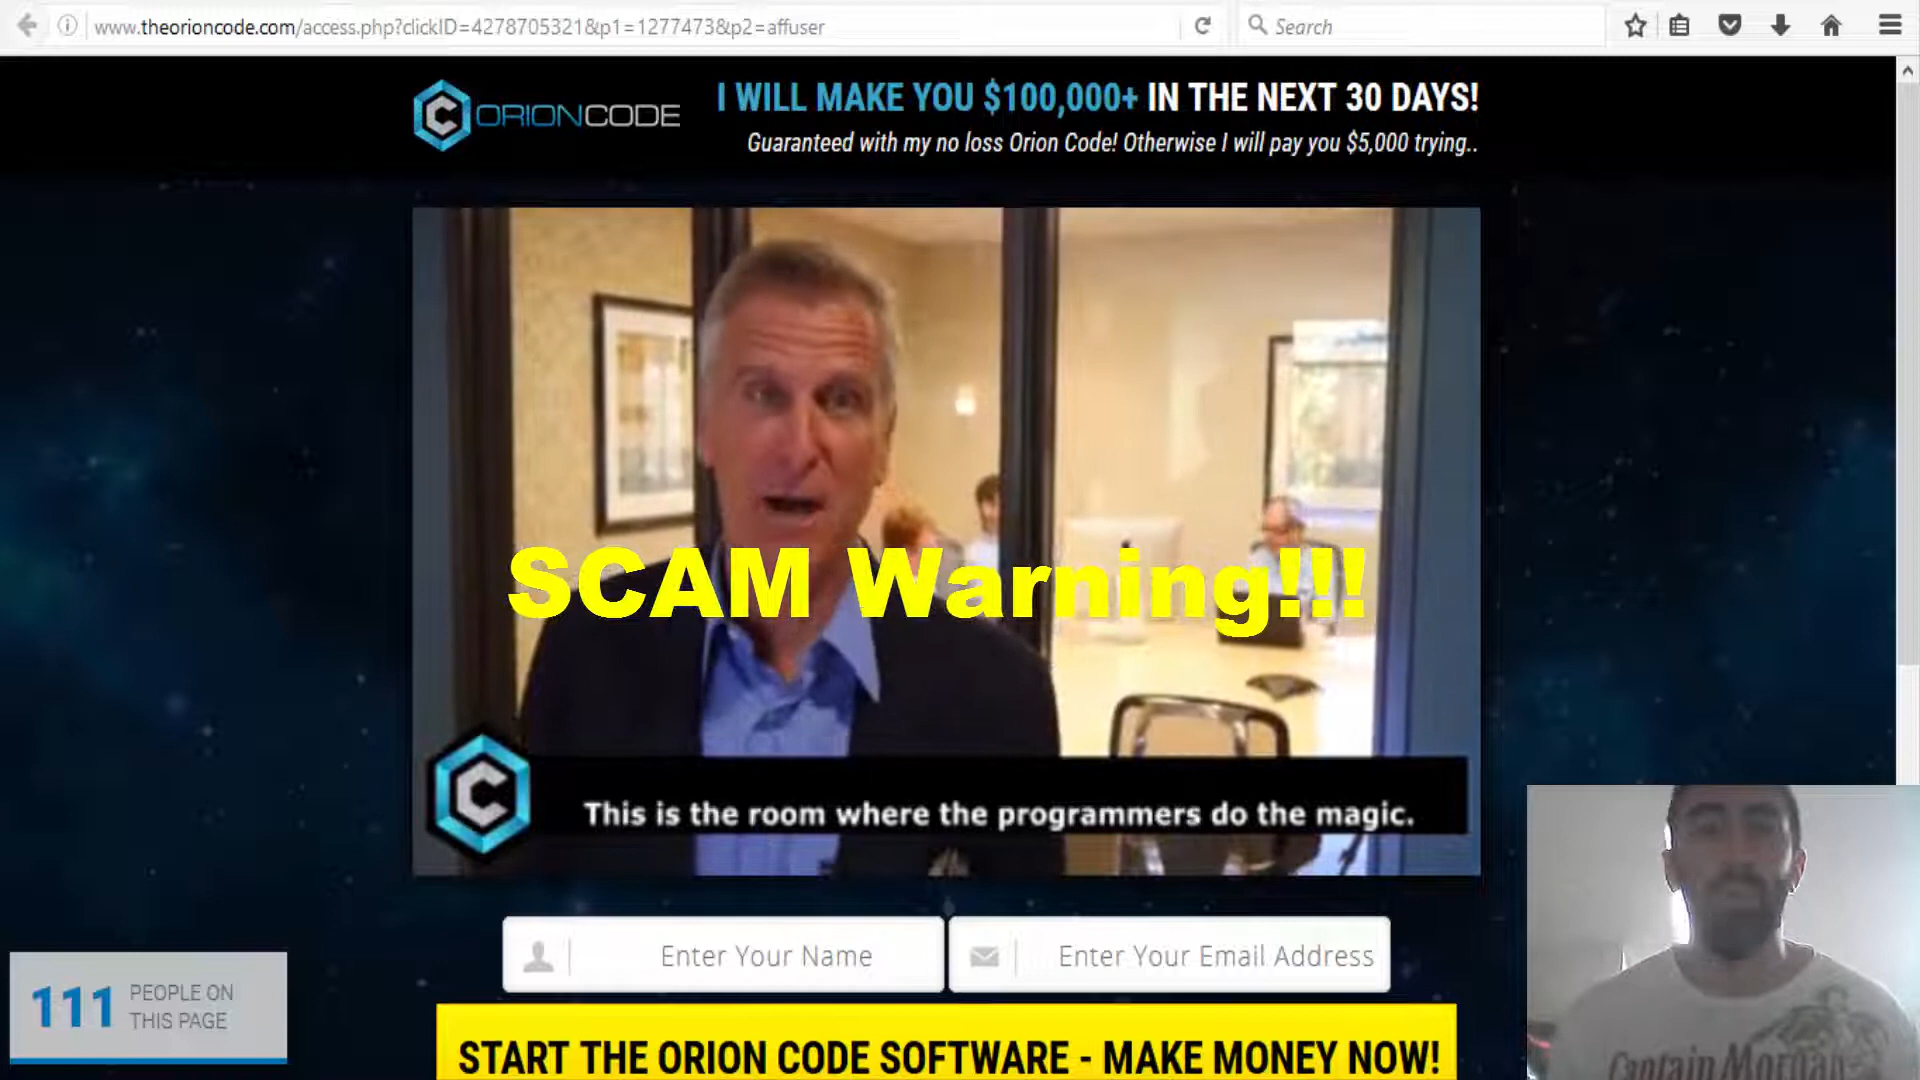 www.theorioncode.com/access.php?clickID=4278705321&p1=1277473&p2=affuser
Search
C ORIONCODE
I WILL MAKE YOU $100,000+ IN THE NEXT 30 DAYS!
Guaranteed with my no loss Orion Code! Otherwise I will pay you $5,000 trying..
SCAM Warning!!!
C
This is the room where the programmers do the magic.
Enter Your Name
Enter Your Email Address
111
PEOPLE ON
THIS PAGE
START THE ORION CODE SOFTWARE - MAKE MONEY NOW!
Captain Morgan